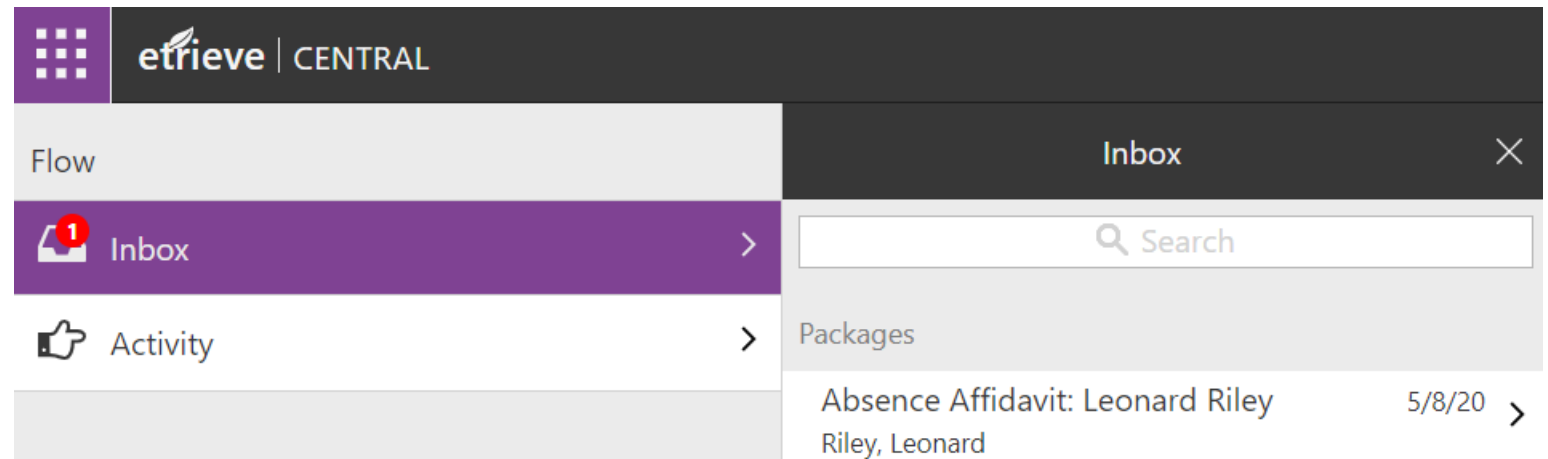 etrieve | CENTRAL
Flow
1
Inbox
Activity
Inbox
Search
Packages
Absence Affidavit: Leonard Riley 5/8/20
Riley, Leonard